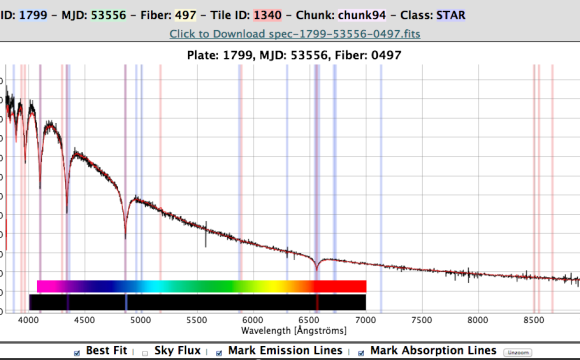 ID: 1799 - MJD: 53556 - Fiber: 497 - Tile ID: 1340 - Chunk: chunk94 - Class: STAR
Click to Download spec-1799-53556-0497.fits
Plate: 1799, MJD: 53556, Fiber: 0497
4000 4500 5000 5500 6000 6500 7000 7500 8000 8500
Wavelength [Ångströms]
Best Fit | Sky Flux | Mark Emission Lines | Mark Absorption Lines Unzoom